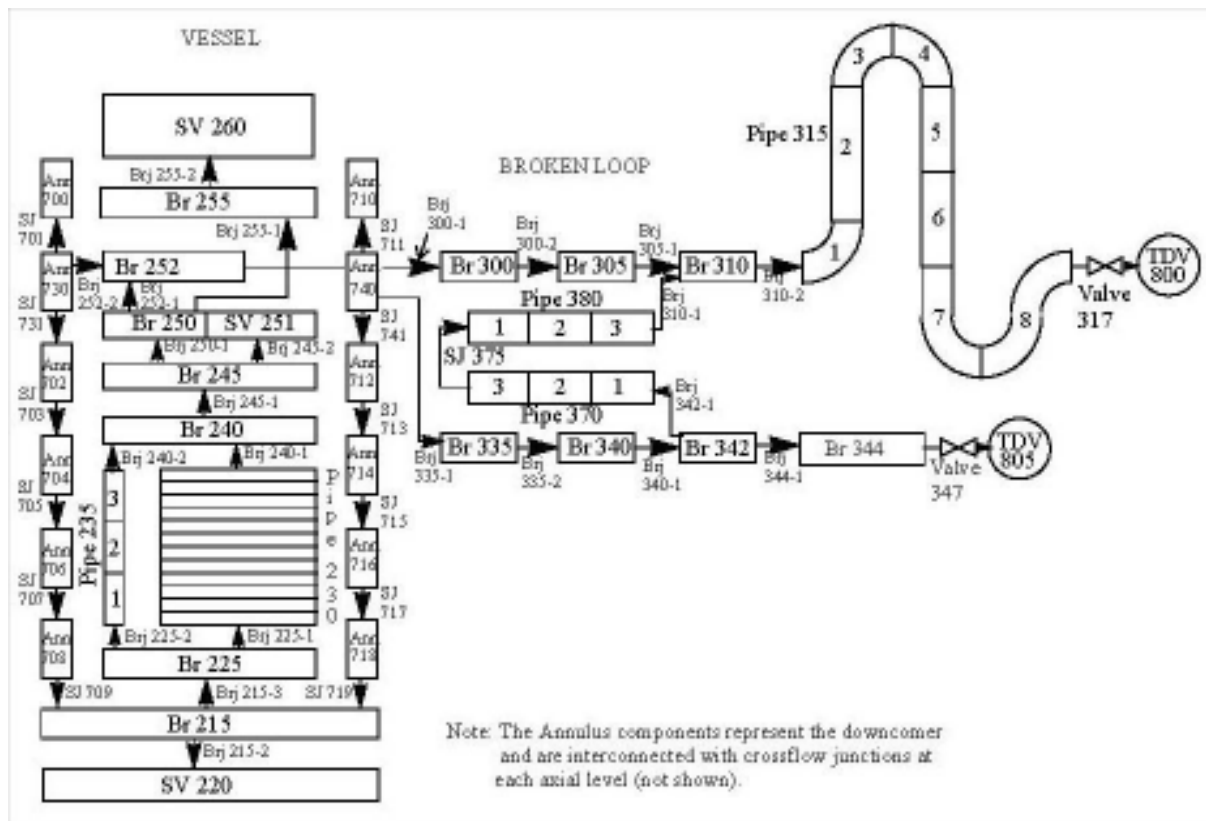 VESSEL
SV 260
Brj 255-2
Ann 700
Br 255
Ann 710
Brj 255-1
SJ 701
SJ 711
Ann 730
Br 252
Ann 740
Brj 252-2
Brj 252-1
SJ 731
Br 250
SV 251
SJ 741
Brj 250-1
Brj 245-2
Ann 702
Br 245
Ann 712
SJ 703
Brj 245-1
SJ 713
Br 240
Ann 704
Brj 240-2
Brj 240-1
Ann 714
SJ 705
Pipe 235
3
2
1
Pipe 230
SJ 715
Ann 706
Ann 716
SJ 707
SJ 717
Brj 225-2
Brj 225-1
Ann 708
Br 225
Ann 718
SJ 709
Brj 215-3
SJ 719
Br 215
Brj 215-2
SV 220
BROKEN LOOP
Brj 300-1
Brj 300-2
Brj 305-1
Br 300
Br 305
Br 310
Brj 310-2
Pipe 380
Brj 310-1
1 2 3
SJ 375
3 2 1
Brj 342-1
Pipe 370
Br 335
Br 340
Br 342
Br 344
Brj 335-1
Brj 335-2
Brj 340-1
Brj 344-1
Valve 347
TDV 805
Pipe 315
1
2
3
4
5
6
7
8
Valve 317
TDV 800
Note: The Annulus components represent the downcomer
and are interconnected with crossflow junctions at
each axial level (not shown).